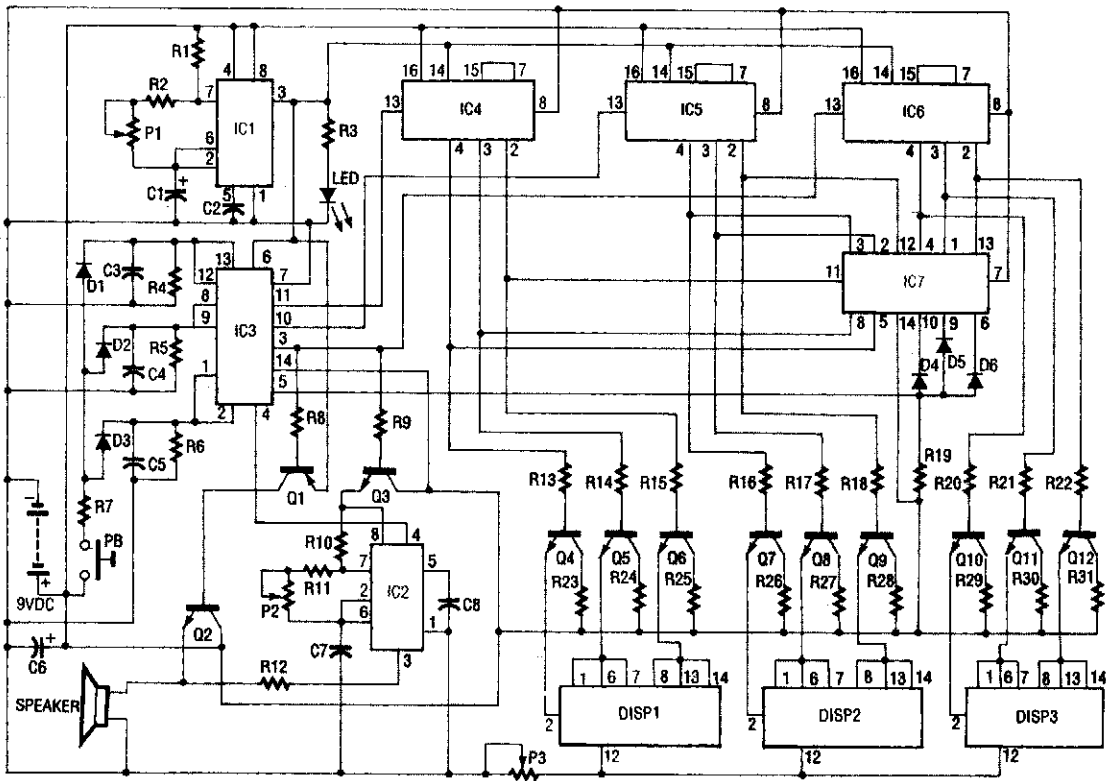 4 8
R1
R2 7 3
P1 IC1
6
2
R3
C1 + 5 1
C2
LED
16 14 15 7
13 IC4 8
4 3 2
16 14 15 7
13 IC5 8
4 3 2
16 14 15 7
13 IC6 8
4 3 2
3 2 12 4 1 13
11 IC7 7
8 5 14 10 9 6
D4 D5 D6
13 6
D1 C3 R4 12 7
8 11
9 IC3 10
D2 R5 3
C4 14
1 5
2 4
D3 C5 R6
R7
PB
- + 9VDC
C6 +
R8 R9
Q1 Q3
Q2
R10
R11
P2
8 4
7 5
2 IC2
6 1
3
C7 C8
R12
SPEAKER
P3
R13 R14 R15 R16 R17 R18 R19 R20 R21 R22
Q4 Q5 Q6 Q7 Q8 Q9 Q10 Q11 Q12
R23 R24 R25 R26 R27 R28 R29 R30 R31
1 6 7 8 13 14
2 DISP1
12
1 6 7 8 13 14
2 DISP2
12
1 6 7 8 13 14
2 DISP3
12